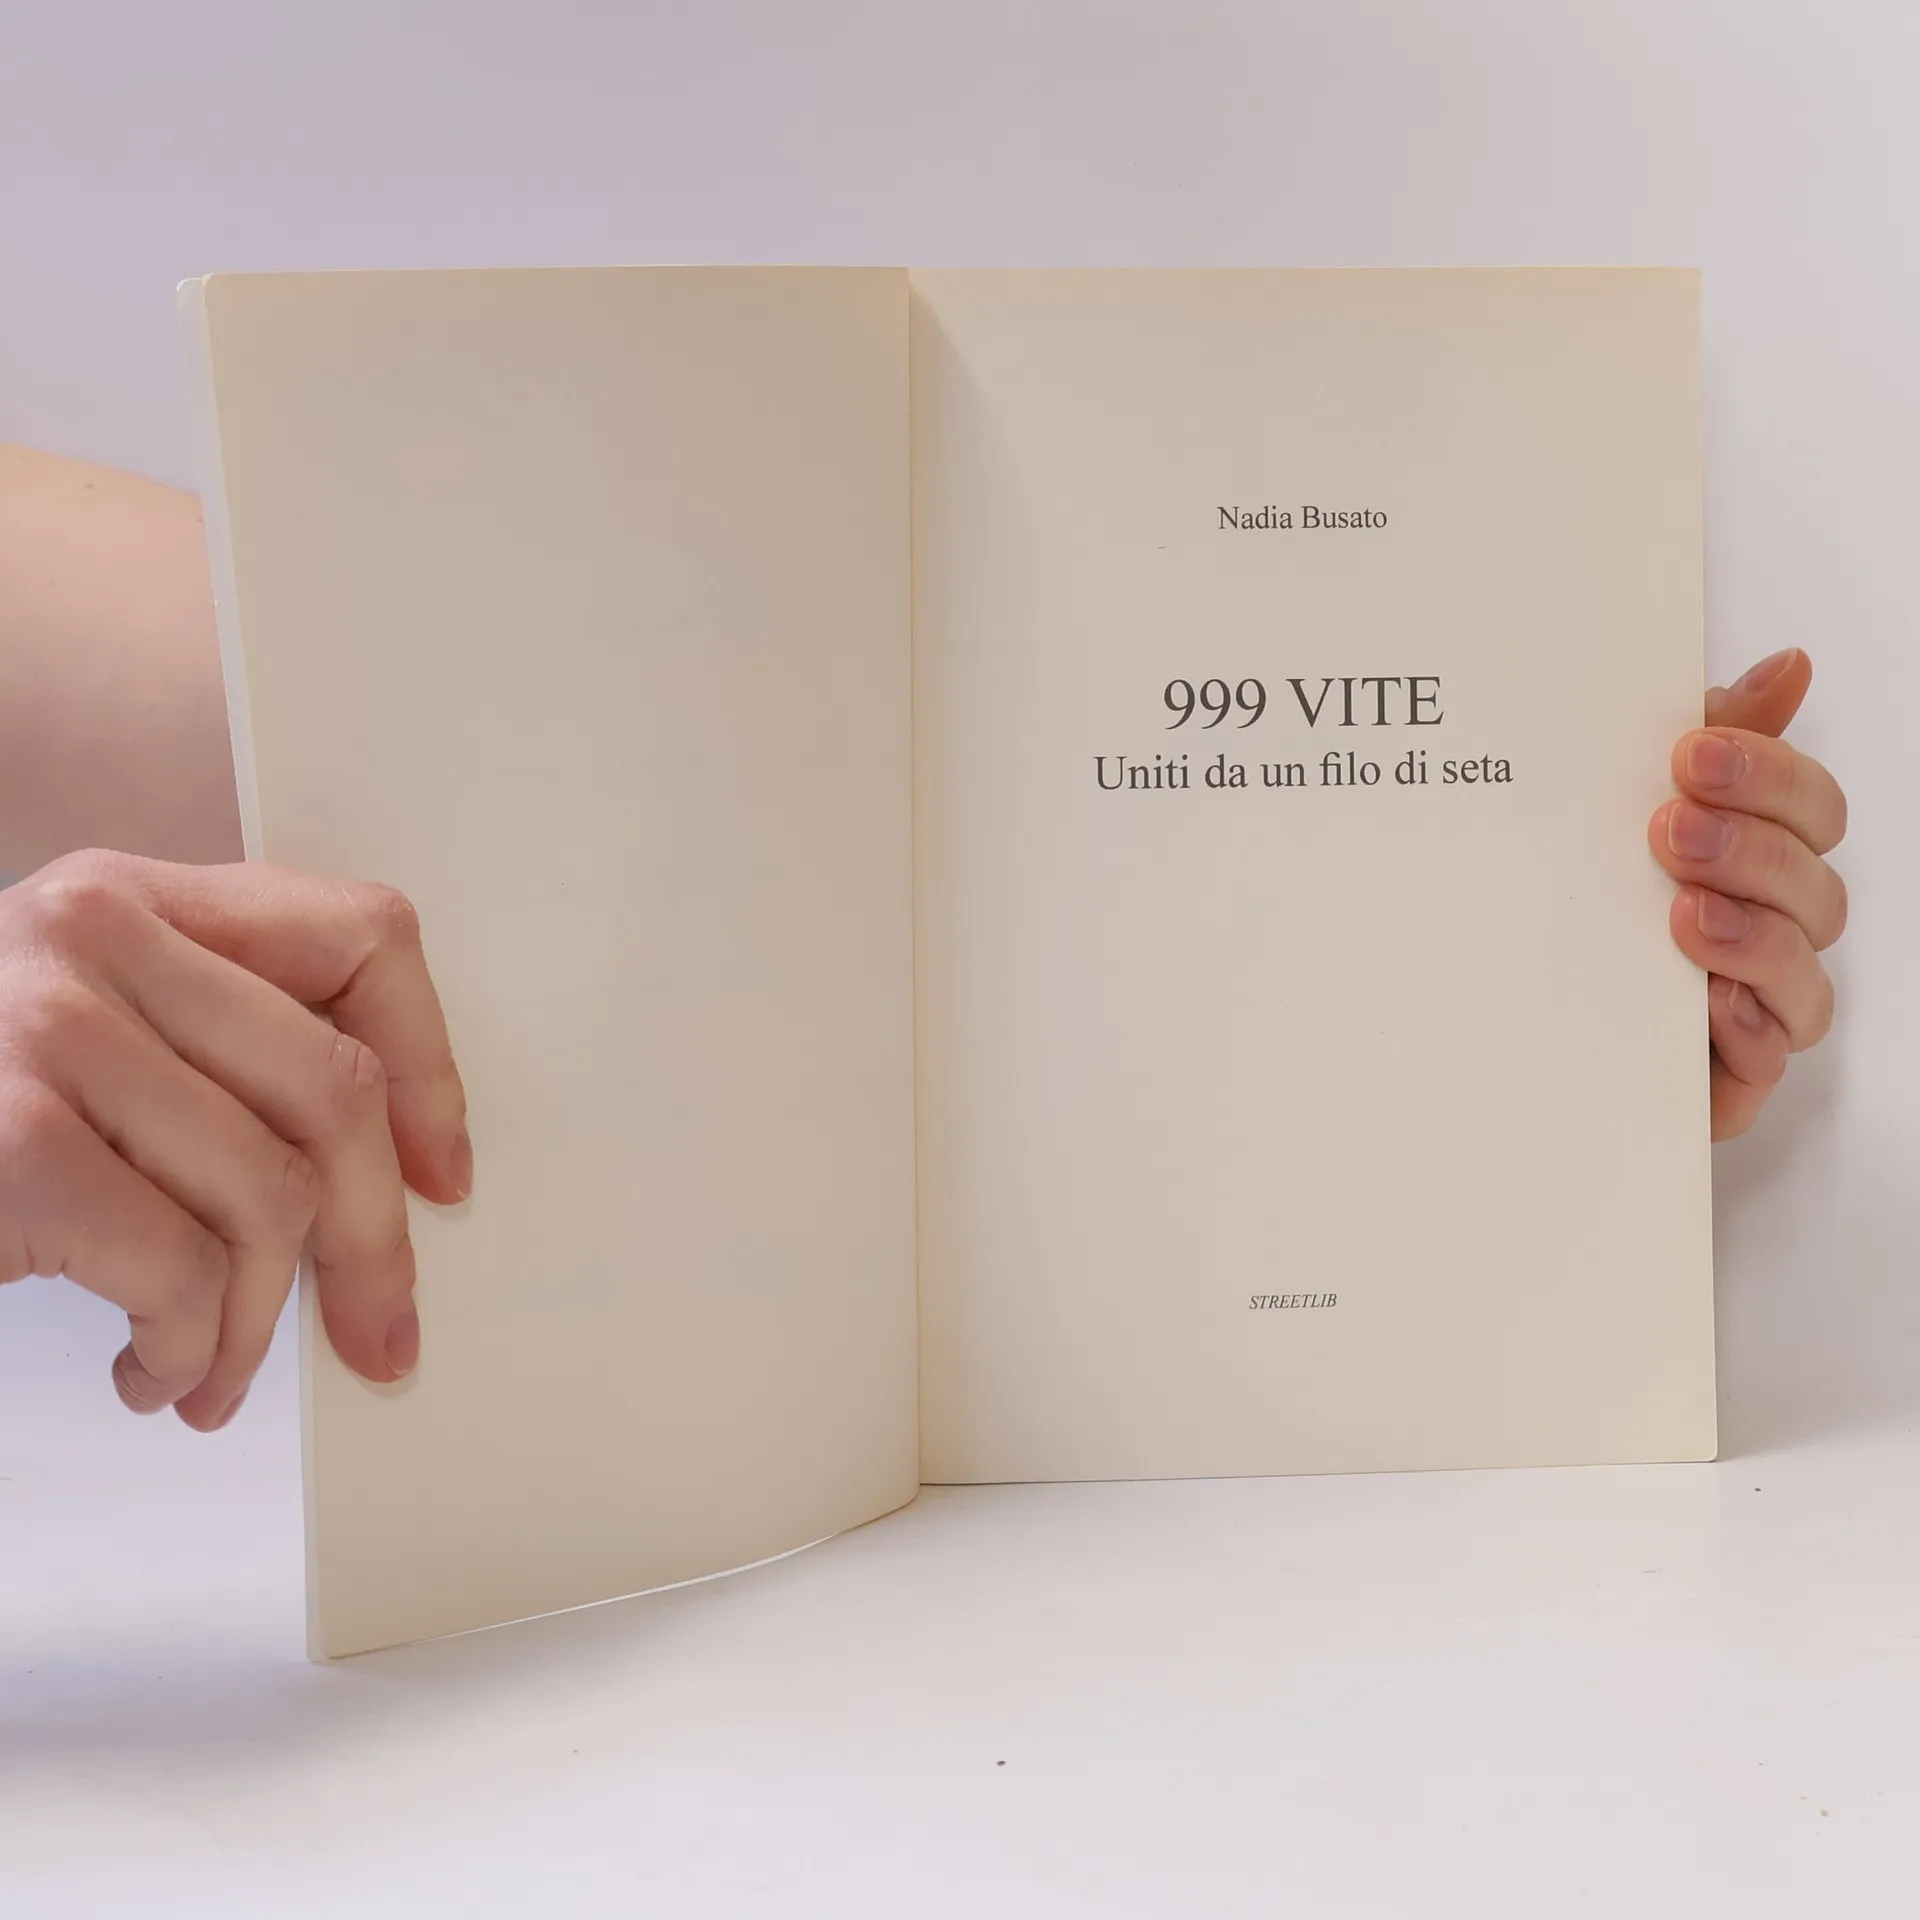 Nadia Busato
999 VITE
Uniti da un filo di seta
STREETLIB